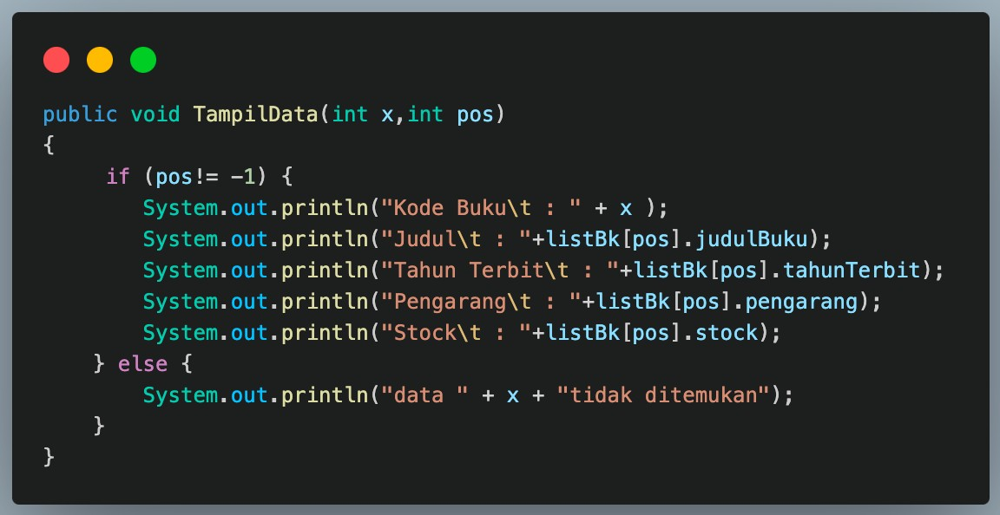 public void TampilData(int x,int pos)
{
     if (pos!= -1) {
        System.out.println("Kode Buku\t : " + x );
        System.out.println("Judul\t : "+listBk[pos].judulBuku);
        System.out.println("Tahun Terbit\t : "+listBk[pos].tahunTerbit);
        System.out.println("Pengarang\t : "+listBk[pos].pengarang);
        System.out.println("Stock\t : "+listBk[pos].stock);
    } else {
        System.out.println("data " + x + "tidak ditemukan");
    }
}